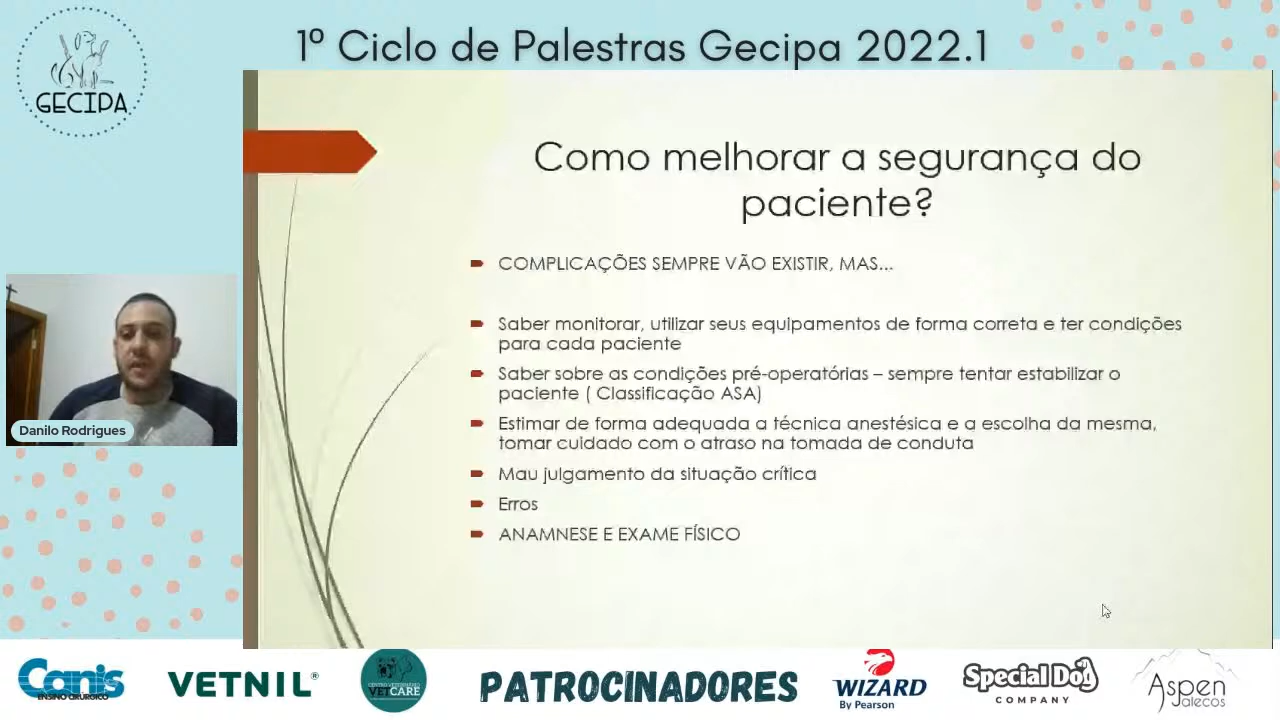 1º Ciclo de Palestras Gecipa 2022.1
GECIPA
Como melhorar a segurança do
paciente?
COMPLICAÇÕES SEMPRE VÃO EXISTIR, MAS...
Saber monitorar, utilizar seus equipamentos de forma correta e ter condições
para cada paciente
Saber sobre as condições pré-operatórias – sempre tentar estabilizar o
paciente ( Classificação ASA)
Estimar de forma adequada a técnica anestésica e a escolha da mesma,
tomar cuidado com o atraso na tomada de conduta
Mau julgamento da situação crítica
Erros
ANAMNESE E EXAME FÍSICO
Danilo Rodrigues
Canis
ENSINO CIRÚRGICO
VETNIL®
CENTRO VETERINÁRIO
VETCARE
PATROCINADORES
WIZARD
By Pearson
Special Dog
COMPANY
Aspen
Jalecos